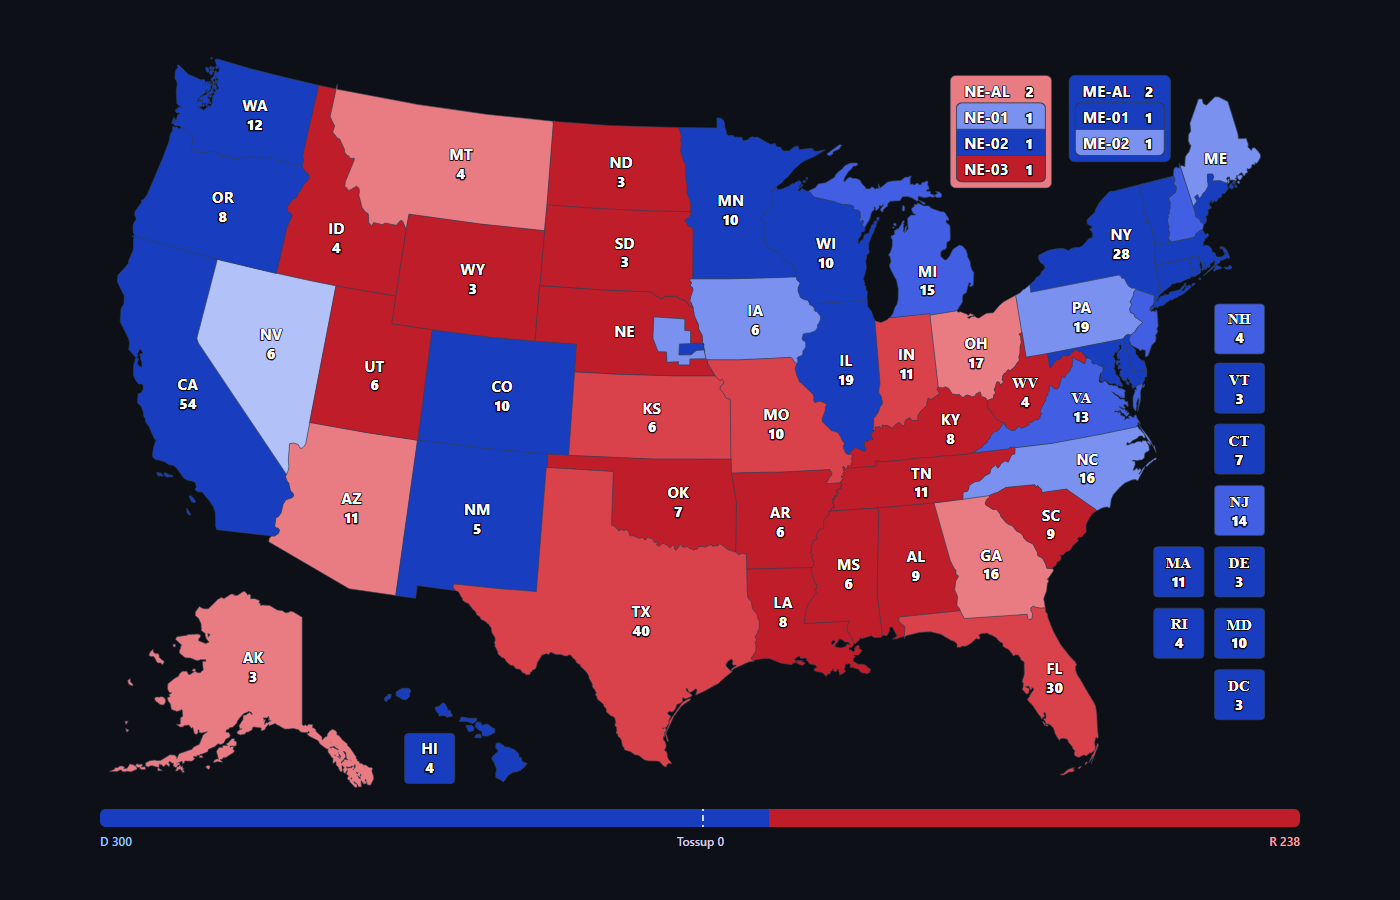 WA
12
OR
8
CA
54
NV
6
ID
4
MT
4
WY
3
UT
6
AZ
11
CO
10
NM
5
ND
3
SD
3
NE
KS
6
OK
7
TX
40
MN
10
IA
6
MO
10
AR
6
LA
8
WI
10
IL
19
MS
6
MI
15
IN
11
OH
17
KY
8
TN
11
AL
9
GA
16
FL
30
SC
9
NC
16
VA
13
WV
4
PA
19
NY
28
ME
NE-AL 2
NE-01 1
NE-02 1
NE-03 1
ME-AL 2
ME-01 1
ME-02 1
NH
4
VT
3
CT
7
NJ
14
MA
11
DE
3
RI
4
MD
10
DC
3
AK
3
HI
4
D 300
Tossup 0
R 238